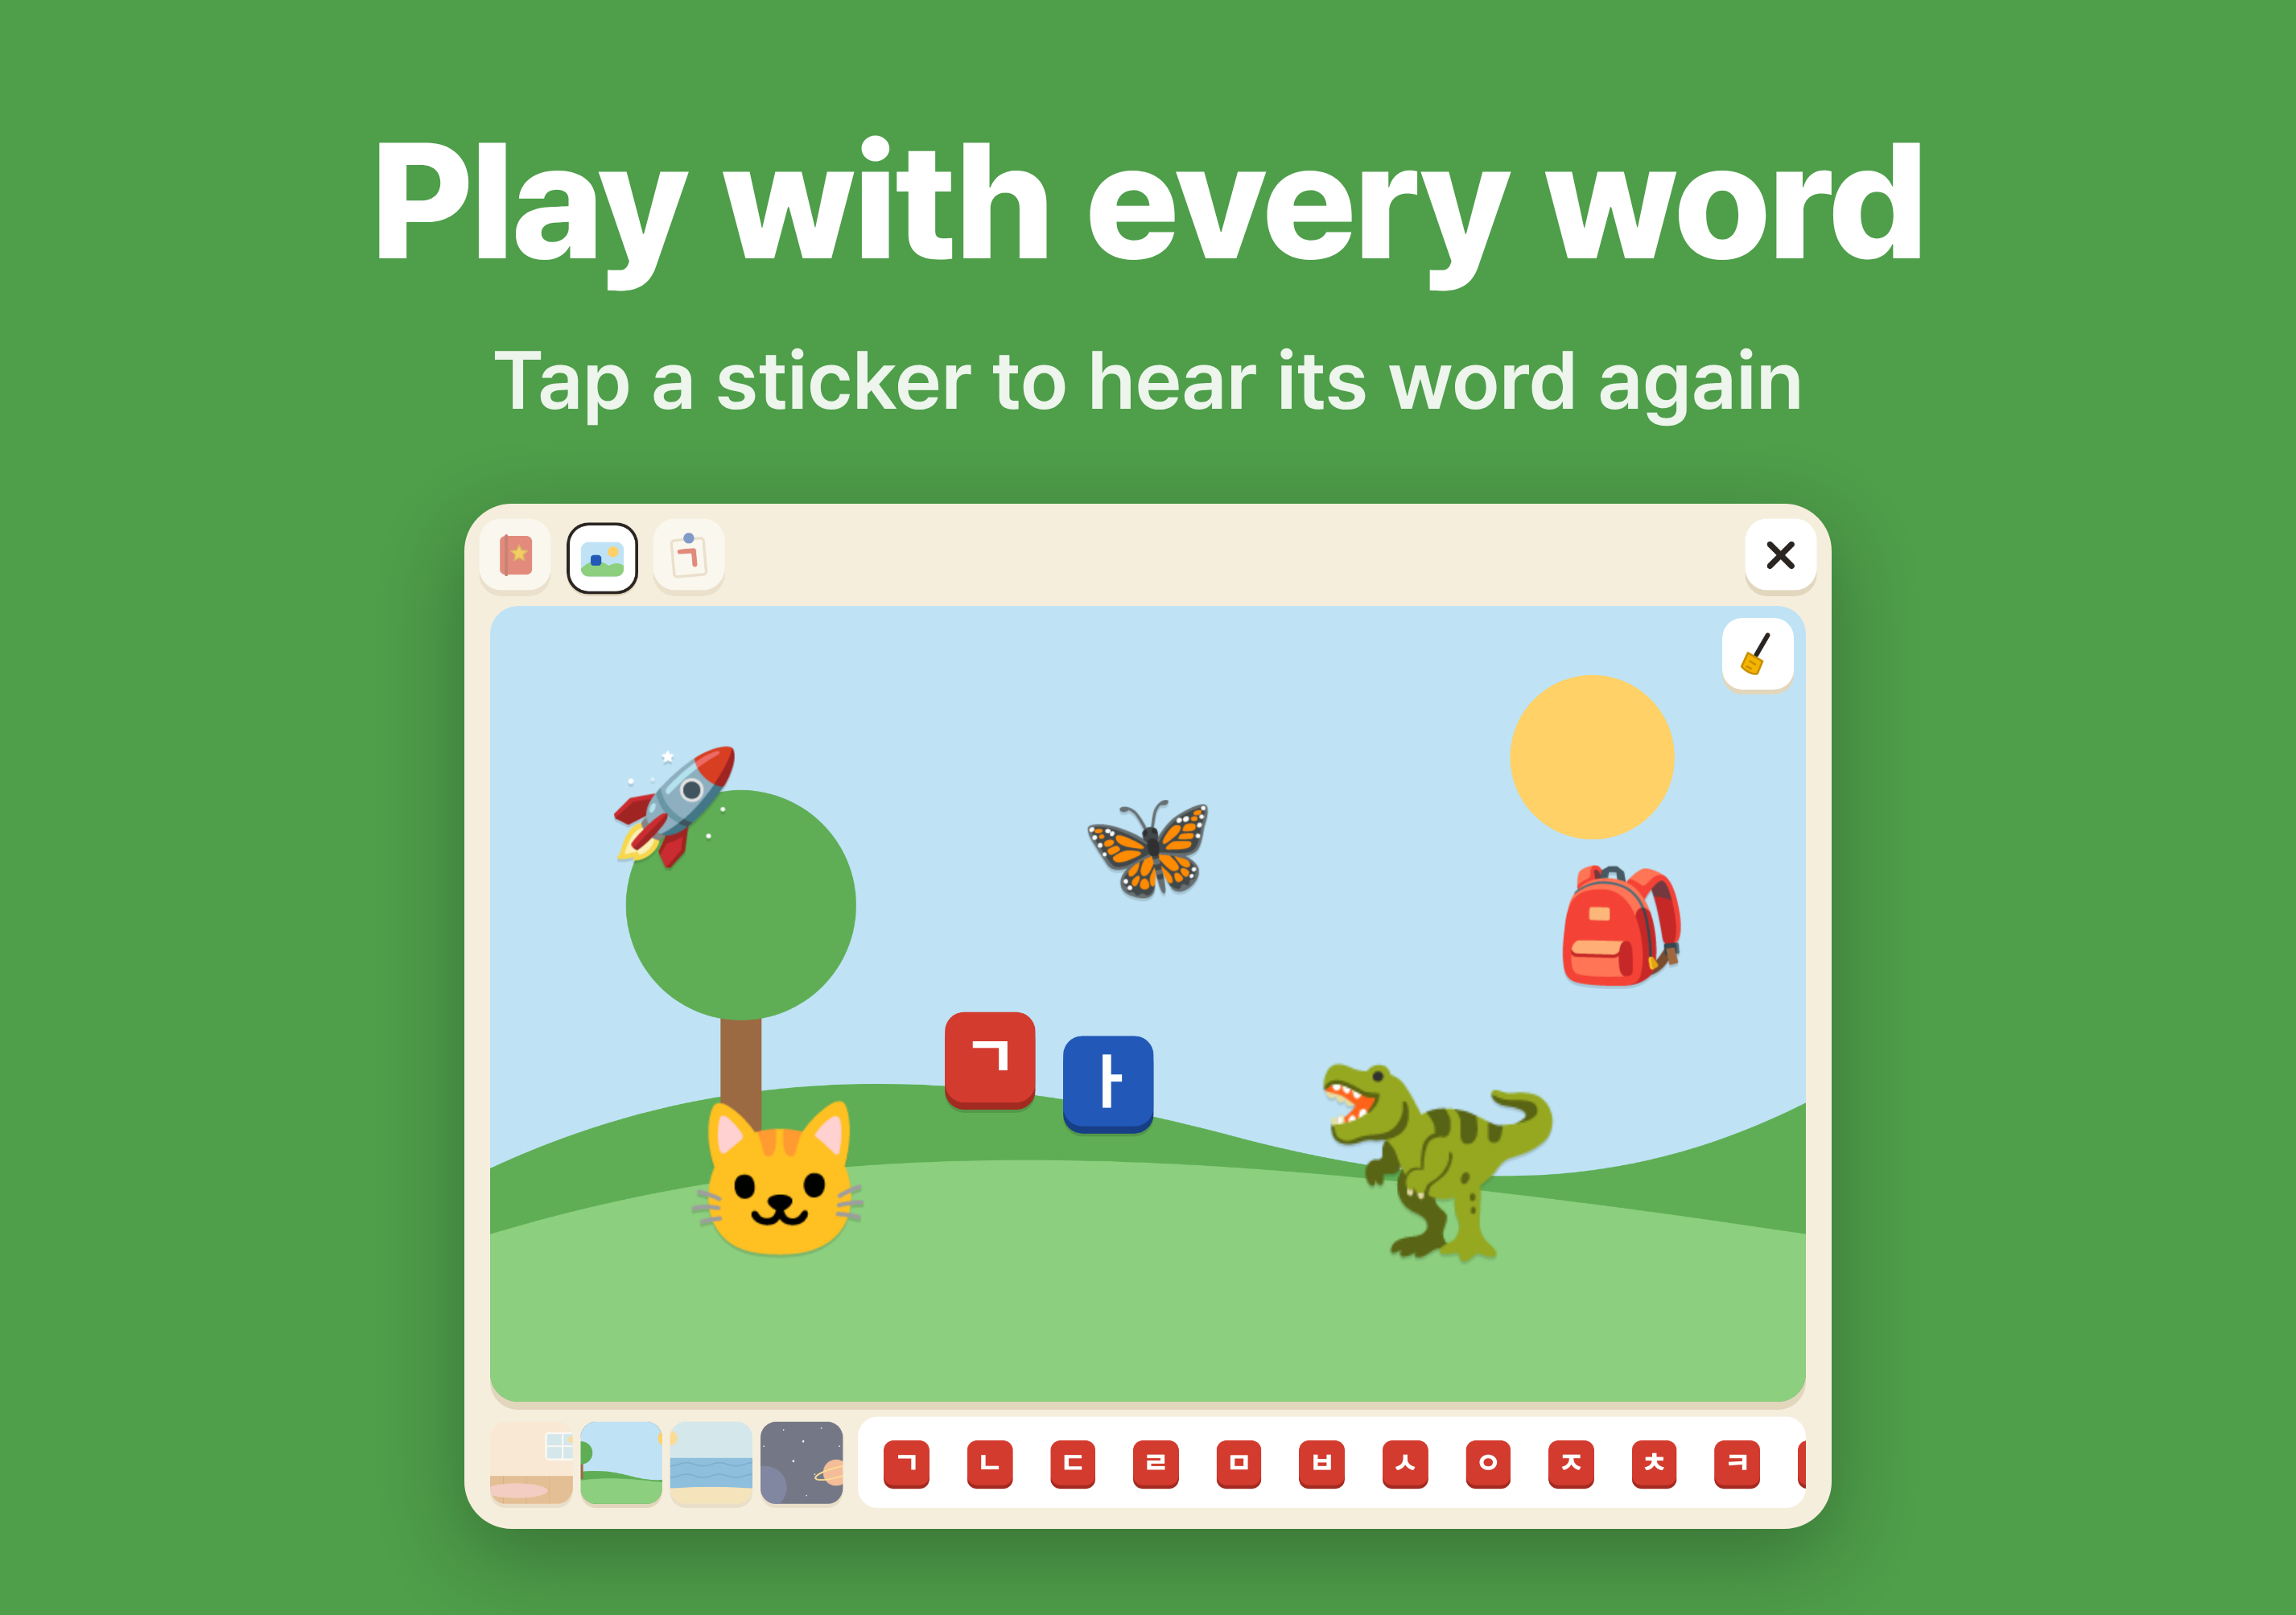 Play with every word
Tap a sticker to hear its word again
ㄱ
ㅏ
ㄱ ㄴ ㄷ ㄹ ㅁ ㅂ ㅅ ㅇ ㅈ ㅊ ㅋ